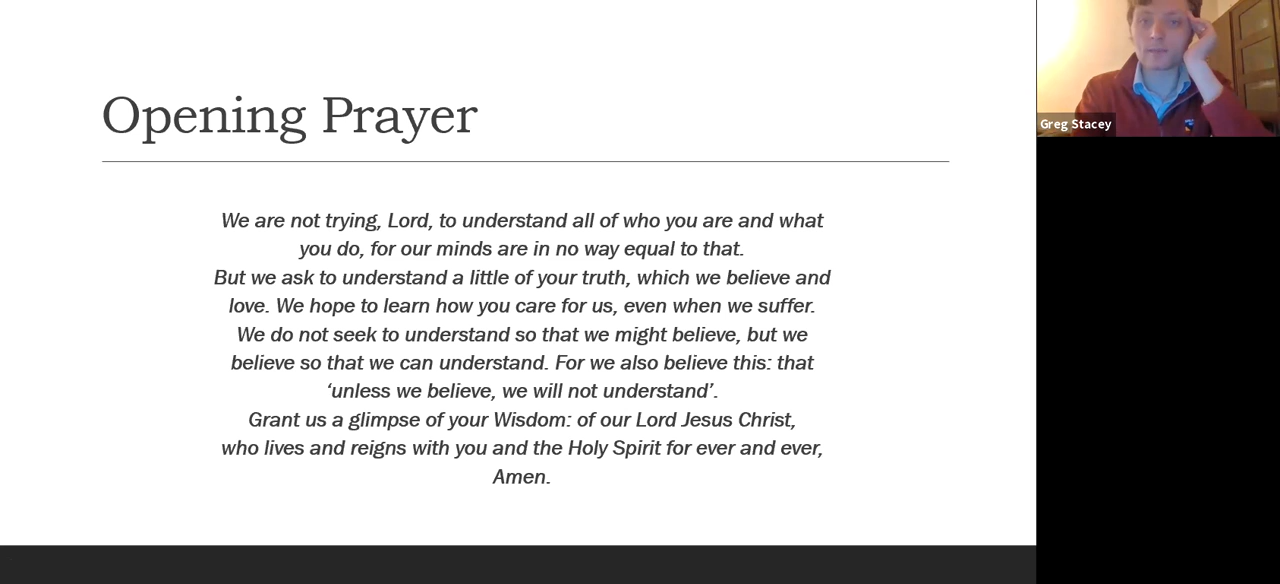 Opening Prayer
We are not trying, Lord, to understand all of who you are and what
you do, for our minds are in no way equal to that.
But we ask to understand a little of your truth, which we believe and
love. We hope to learn how you care for us, even when we suffer.
We do not seek to understand so that we might believe, but we
believe so that we can understand. For we also believe this: that
‘unless we believe, we will not understand’.
Grant us a glimpse of your Wisdom: of our Lord Jesus Christ,
who lives and reigns with you and the Holy Spirit for ever and ever,
Amen.
Greg Stacey